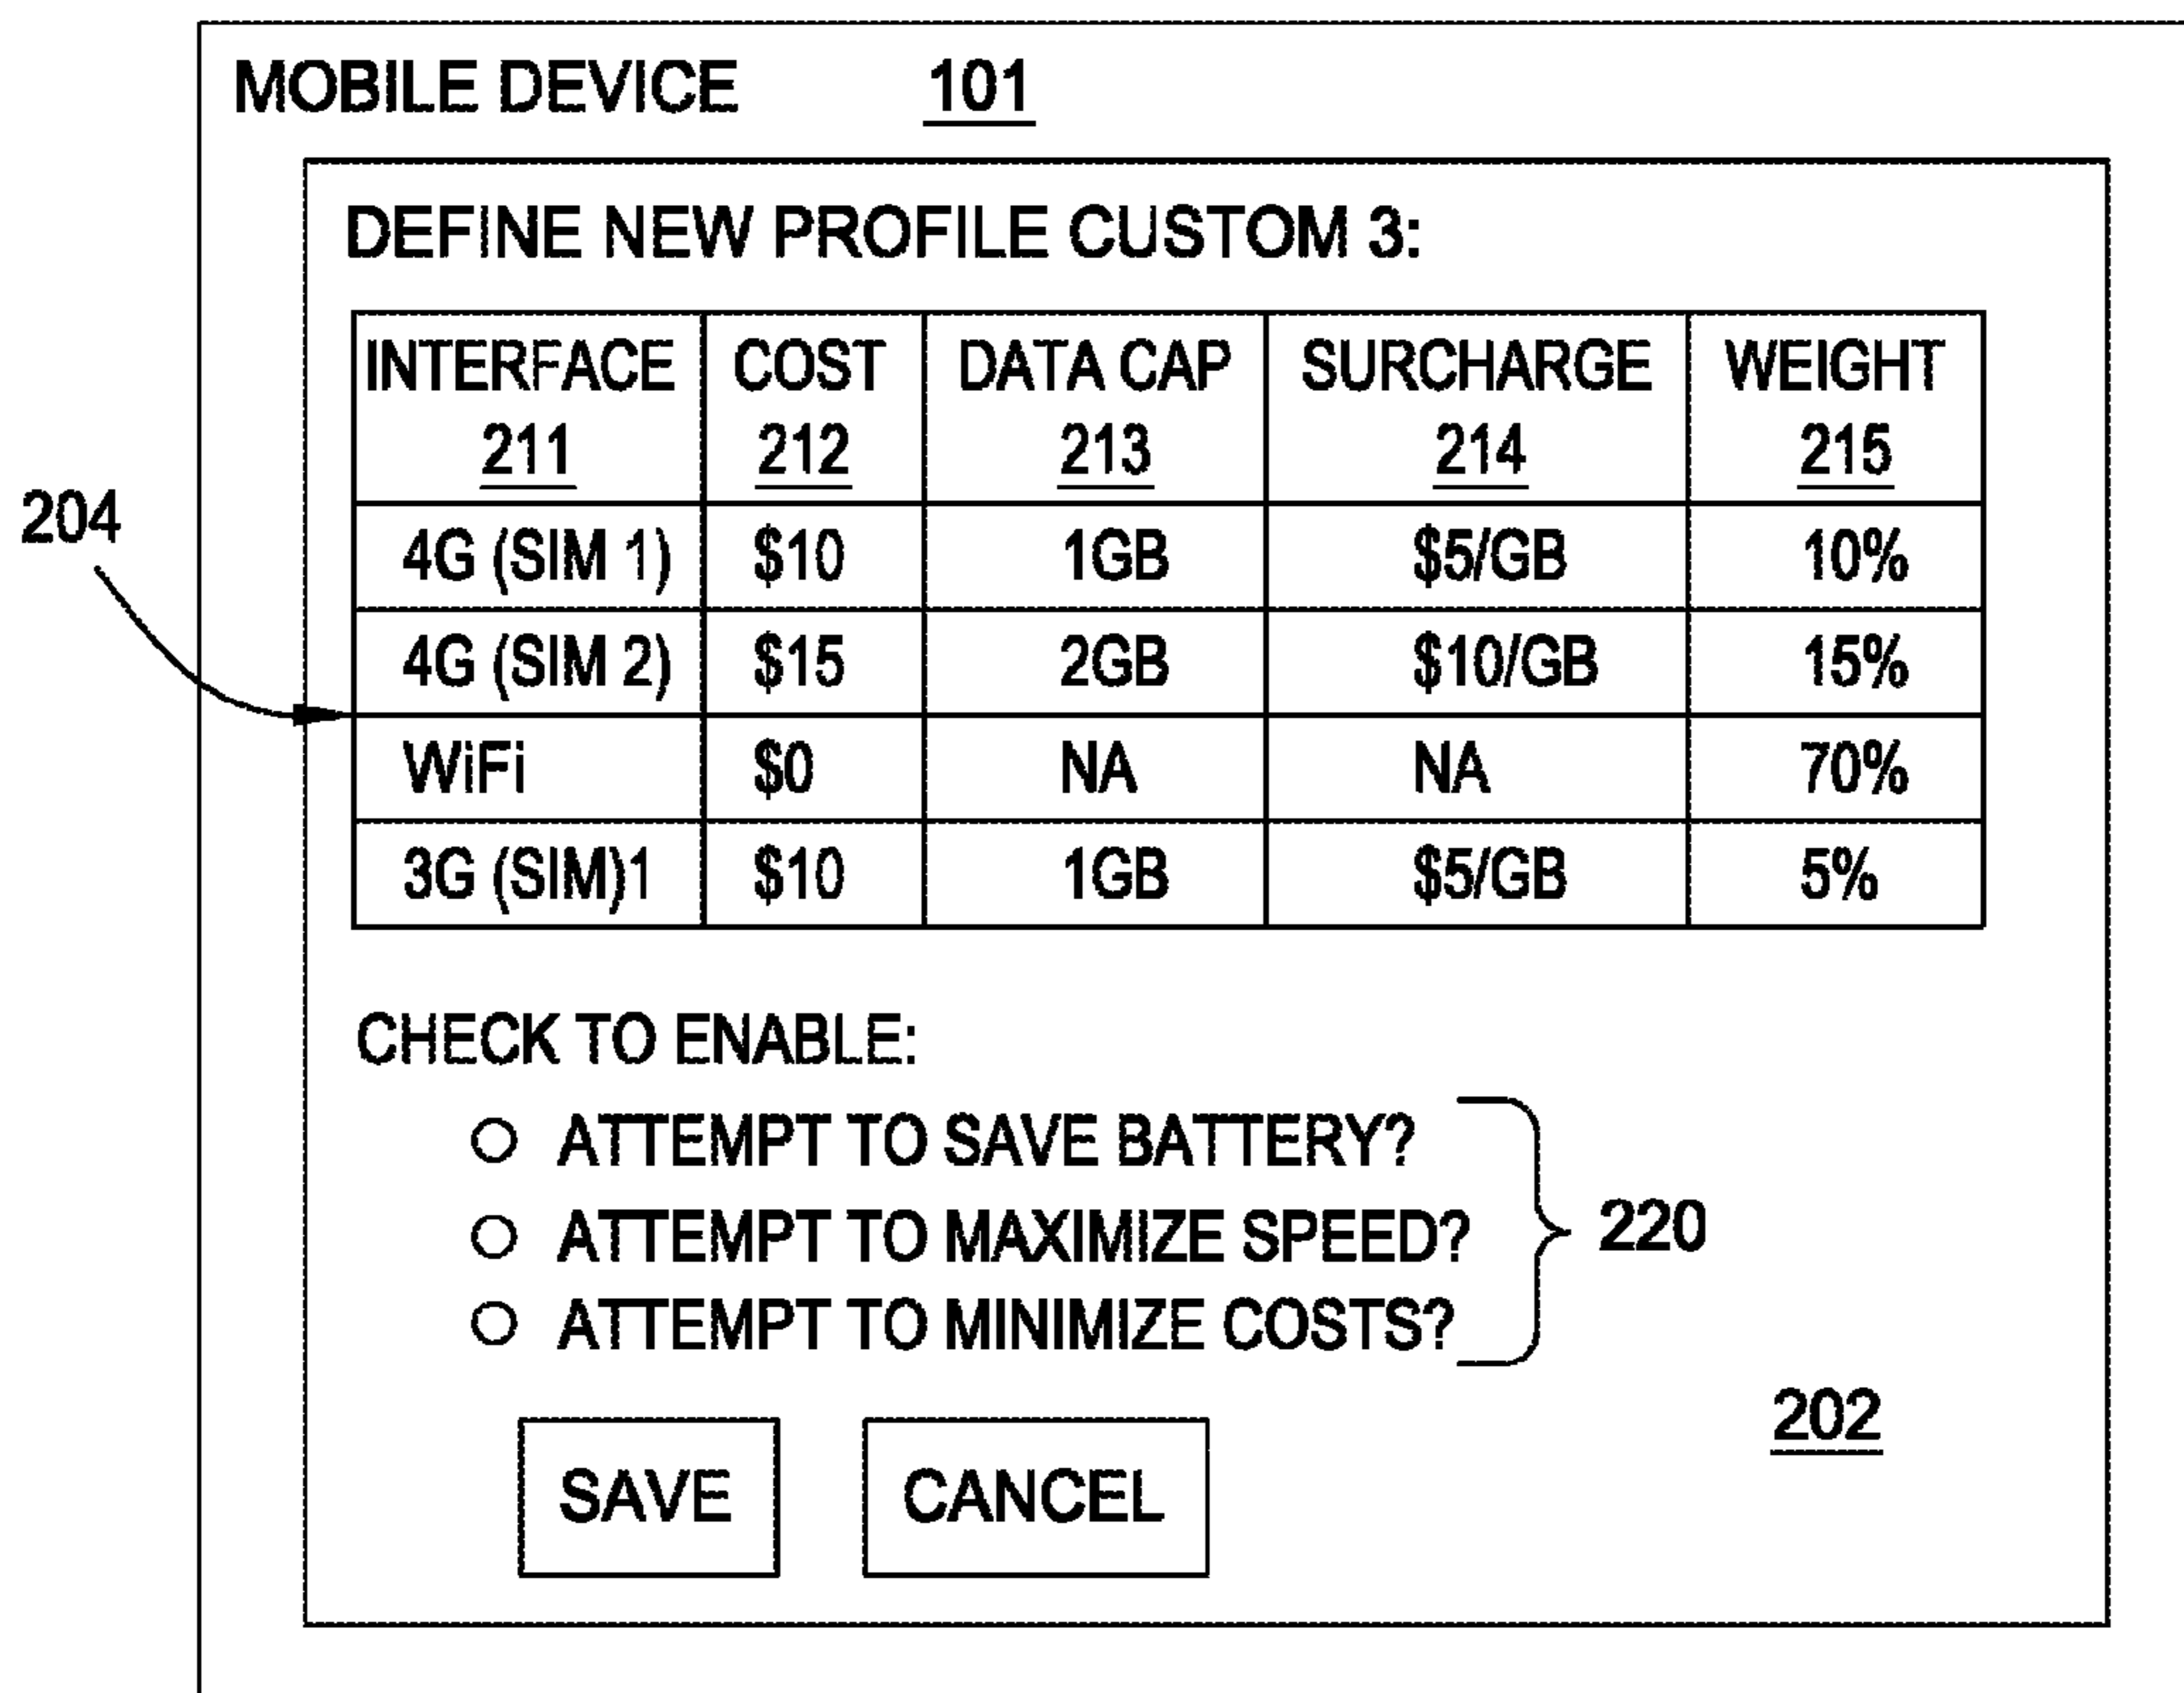 MOBILE DEVICE 101
DEFINE NEW PROFILE CUSTOM 3:
INTERFACE COST DATA CAP SURCHARGE WEIGHT
211 212 213 214 215
204
4G (SIM 1) $10 1GB $5/GB 10%
4G (SIM 2) $15 2GB $10/GB 15%
WiFi $0 NA NA 70%
3G (SIM)1 $10 1GB $5/GB 5%
CHECK TO ENABLE:
ATTEMPT TO SAVE BATTERY?
ATTEMPT TO MAXIMIZE SPEED?
220
ATTEMPT TO MINIMIZE COSTS?
202
SAVE CANCEL